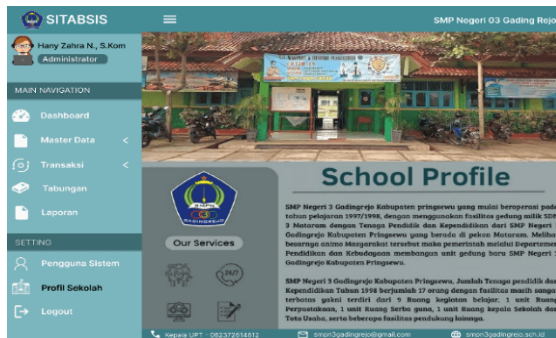 SITABSIS
SMP Negeri 03 Gading Rejo
Hany Zahra N., S.Kom
Administrator
MAIN NAVIGATION
Dashboard
Master Data <
Transaksi <
Tabungan
Laporan
SETTING
Pengguna Sistem
Profil Sekolah
Logout
Our Services
24/7
School Profile
SMP Negeri 3 Gadingrejo Kabupaten pringsewu yang mulai beroperasi pada
tahun pelajaran 1997/1998, dengan menggunakan fasilitas gedung milik SDN
3 Mataram dengan Tenaga Pendidik dan Kependidikan dari SMP Negeri 1
Gadingrejo Kabupaten Pringsewu yang berada di pekon Mataram. Melihat
besarnya animo Masyarakat tersebut maka pemerintah melalui Departemen
Pendidikan dan Kebudayaan membangun unit gedung baru SMP Negeri 3
Gadingrejo Kabupaten Pringsewu.
SMP Negeri 3 Gadingrejo Kabupaten Pringsewu, Jumlah Tenaga pendidik dan
Kependidikan Tahun 1998 berjumlah 17 orang dengan fasilitas masih sangat
terbatas yakni terdiri dari 9 Ruang kegiatan belajar, 1 unit Ruang
Perpustakaan, 1 unit Ruang Serba guna, 1 unit Ruang Kepala Sekolah dan
Tata Usaha, serta beberapa fasilitas pendukung lainnya.
Kepala UPT. - 082372614612
smpn3gadingrejo@gmail.com
smpn3gadingrejo.sch.id